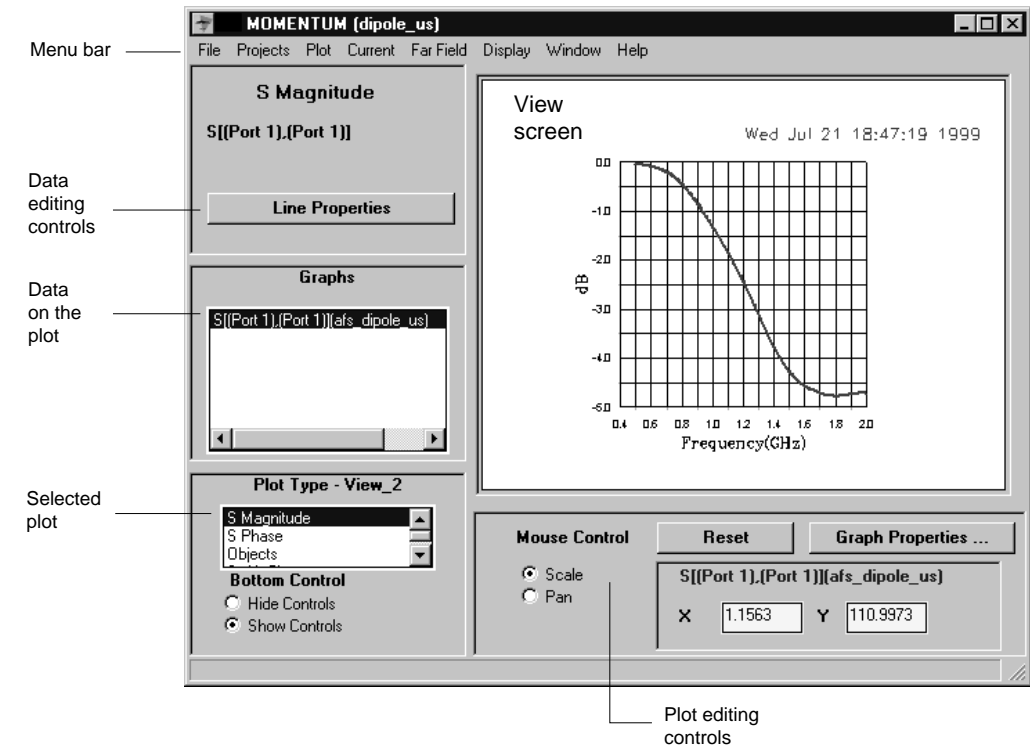 MOMENTUM (dipole_us)
Menu bar
File Projects Plot Current Far Field Display Window Help
S Magnitude
S[(Port 1),(Port 1)]
Data
editing
controls
Line Properties
View
screen
Wed Jul 21 18:47:19 1999
0.0
-1.0
-2.0
-3.0
-4.0
-5.0
dB
0.4 0.6 0.8 1.0 1.2 1.4 1.6 1.8 2.0
Frequency(GHz)
Data
on the
plot
Graphs
S[(Port 1),(Port 1)](afs_dipole_us)
Selected
plot
Plot Type - View_2
S Magnitude
S Phase
Objects
Bottom Control
Hide Controls
Show Controls
Mouse Control
Scale
Pan
Reset
Graph Properties ...
S[(Port 1),(Port 1)](afs_dipole_us)
X 1.1563 Y 110.9973
Plot editing
controls